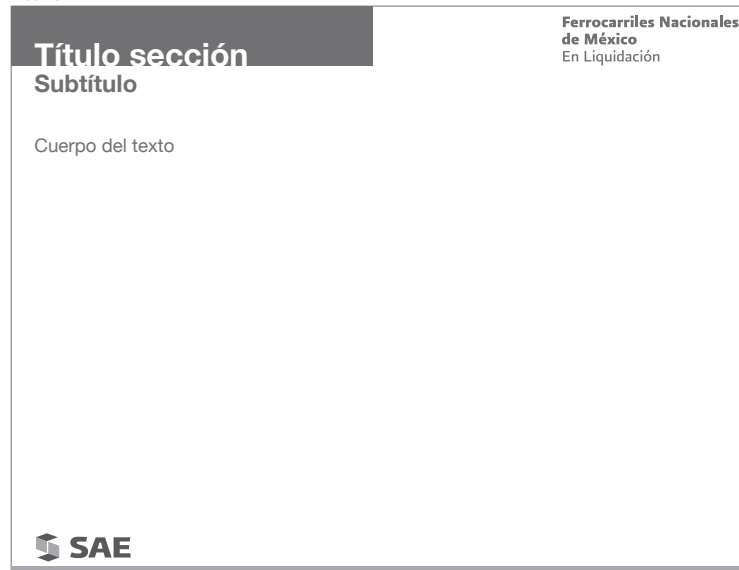 Título sección
Subtítulo
Ferrocarriles Nacionales
de México
En Liquidación
Cuerpo del texto
SAE